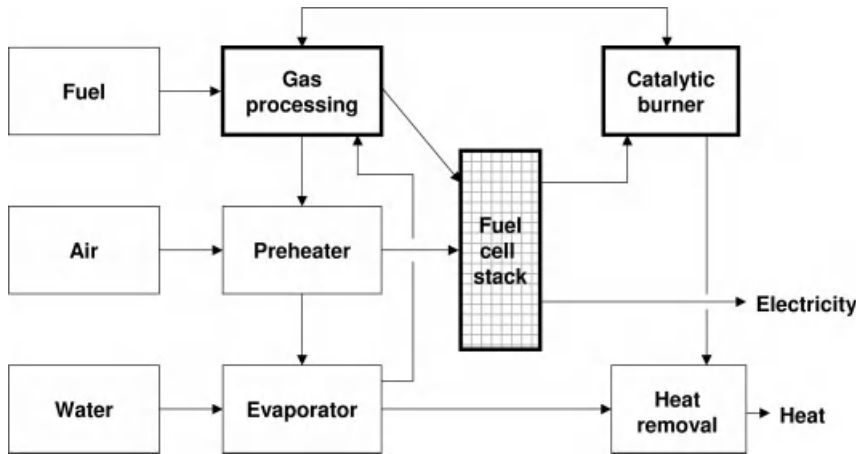 Fuel
Gas
processing
Catalytic
burner
Air
Preheater
Fuel
cell
stack
Electricity
Water
Evaporator
Heat
removal
Heat